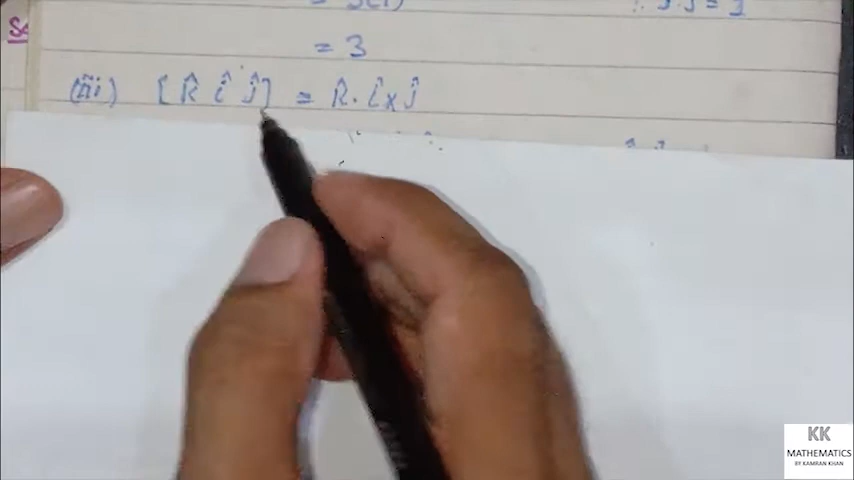 = 3
(iii) [k̂ î ĵ] = k̂. î x ĵ
KK
MATHEMATICS
BY KAMRAN KHAN